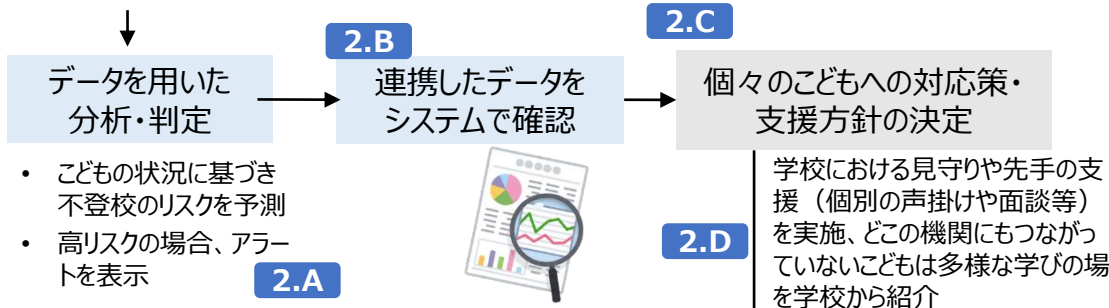 2.B
2.C
データを用いた
分析・判定
連携したデータを
システムで確認
個々のこどもへの対応策・
支援方針の決定
• こどもの状況に基づき
不登校のリスクを予測
• 高リスクの場合、アラー
トを表示
2.A
2.D
学校における見守りや先手の支
援（個別の声掛けや面談等）
を実施、どこの機関にもつながっ
ていないこどもは多様な学びの場
を学校から紹介